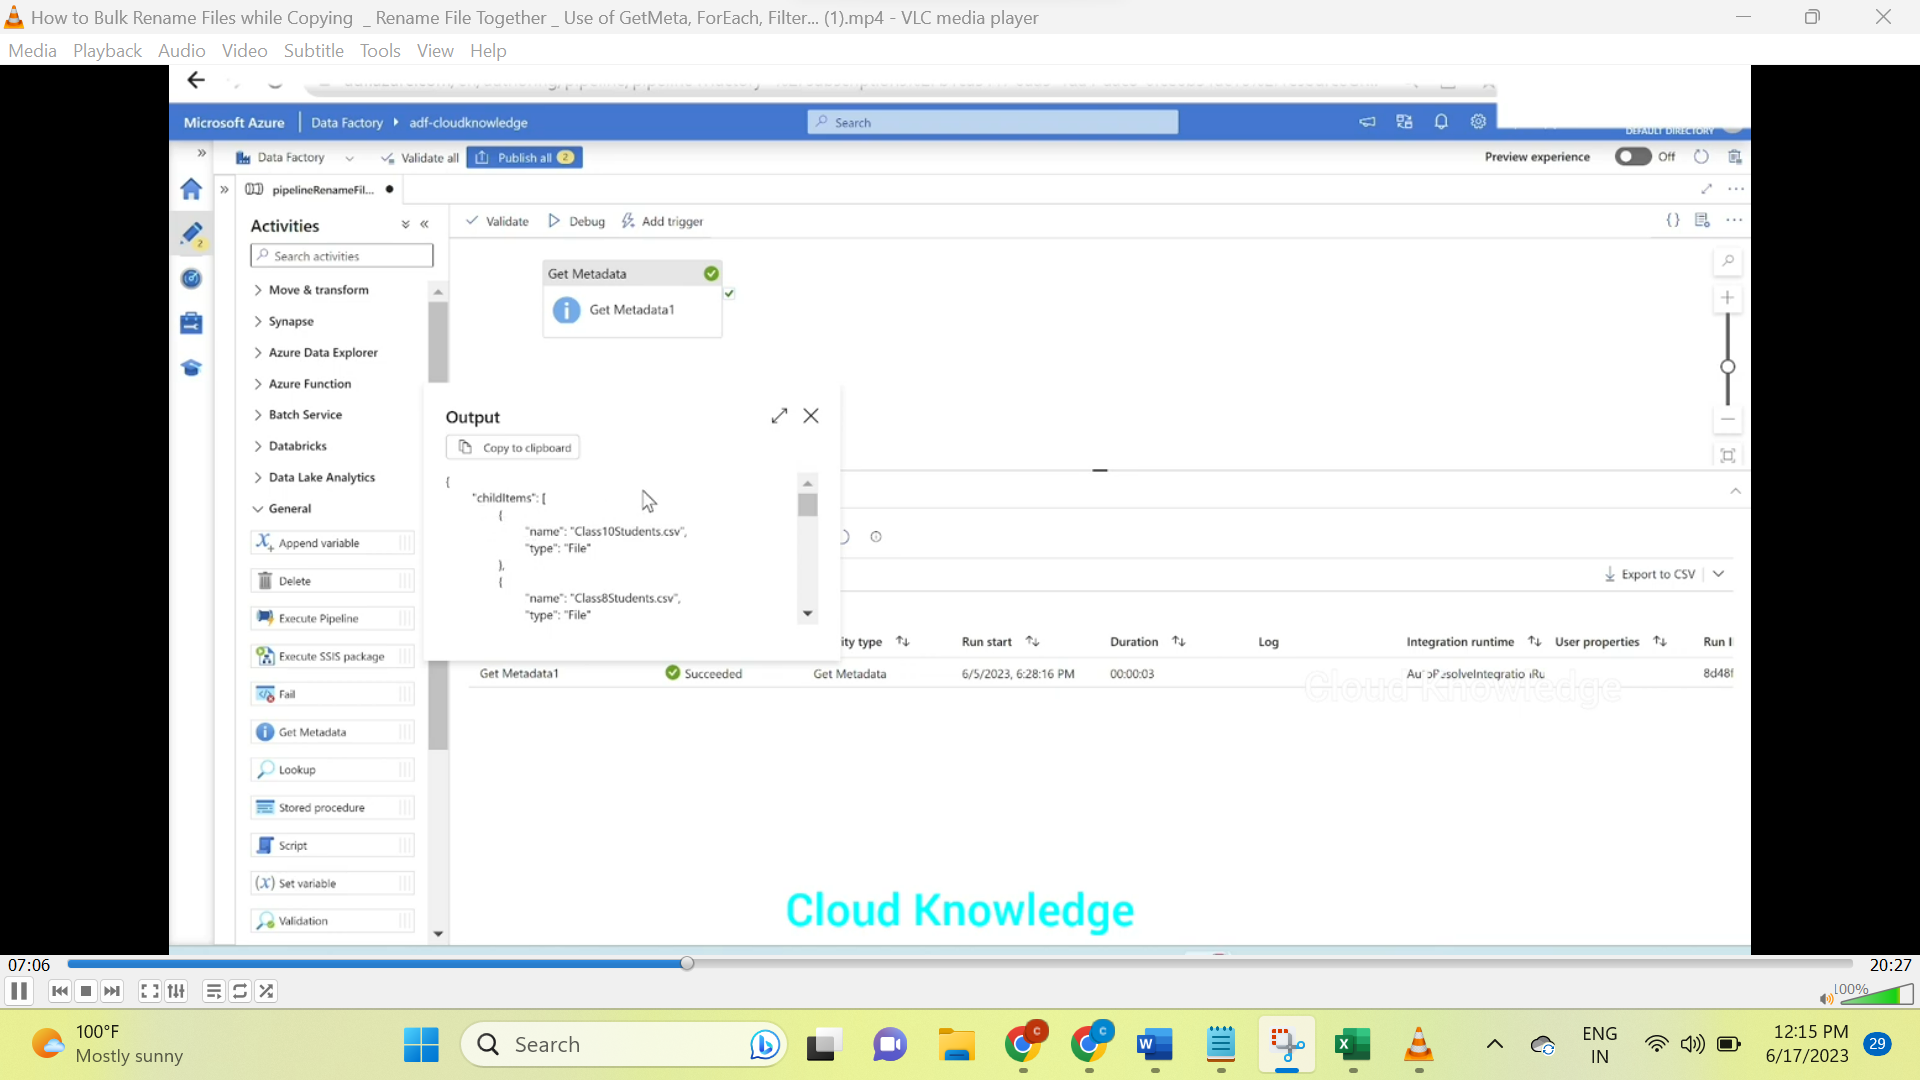 How to Bulk Rename Files while Copying _ Rename File Together _ Use of GetMeta, ForEach, Filter... (1).mp4 - VLC media player
Media Playback Audio Video Subtitle Tools View Help
Microsoft Azure Data Factory adf-cloudknowledge Search
DEFAULT DIRECTORY
Data Factory Validate all Publish all 2 Preview experience Off
pipelineRenameFil...
Activities Validate Debug Add trigger
Search activities
Move & transform
Synapse
Azure Data Explorer
Azure Function
Batch Service
Databricks
Data Lake Analytics
General
Append variable
Delete
Execute Pipeline
Execute SSIS package
Fail
Get Metadata
Lookup
Stored procedure
Script
Set variable
Validation
2
Get Metadata
Get Metadata1
Output
Copy to clipboard
{
"childItems": [
{
"name": "Class10Students.csv",
"type": "File"
},
{
"name": "Class8Students.csv",
"type": "File"
Export to CSV
ity type Run start Duration Log Integration runtime User properties Run I
Get Metadata1 Succeeded Get Metadata 6/5/2023, 6:28:16 PM 00:00:03 8d48f
Cloud Knowledge
Cloud Knowledge
07:06 20:27
100%
100°F
Mostly sunny
Search
ENG
IN
12:15 PM
6/17/2023
29